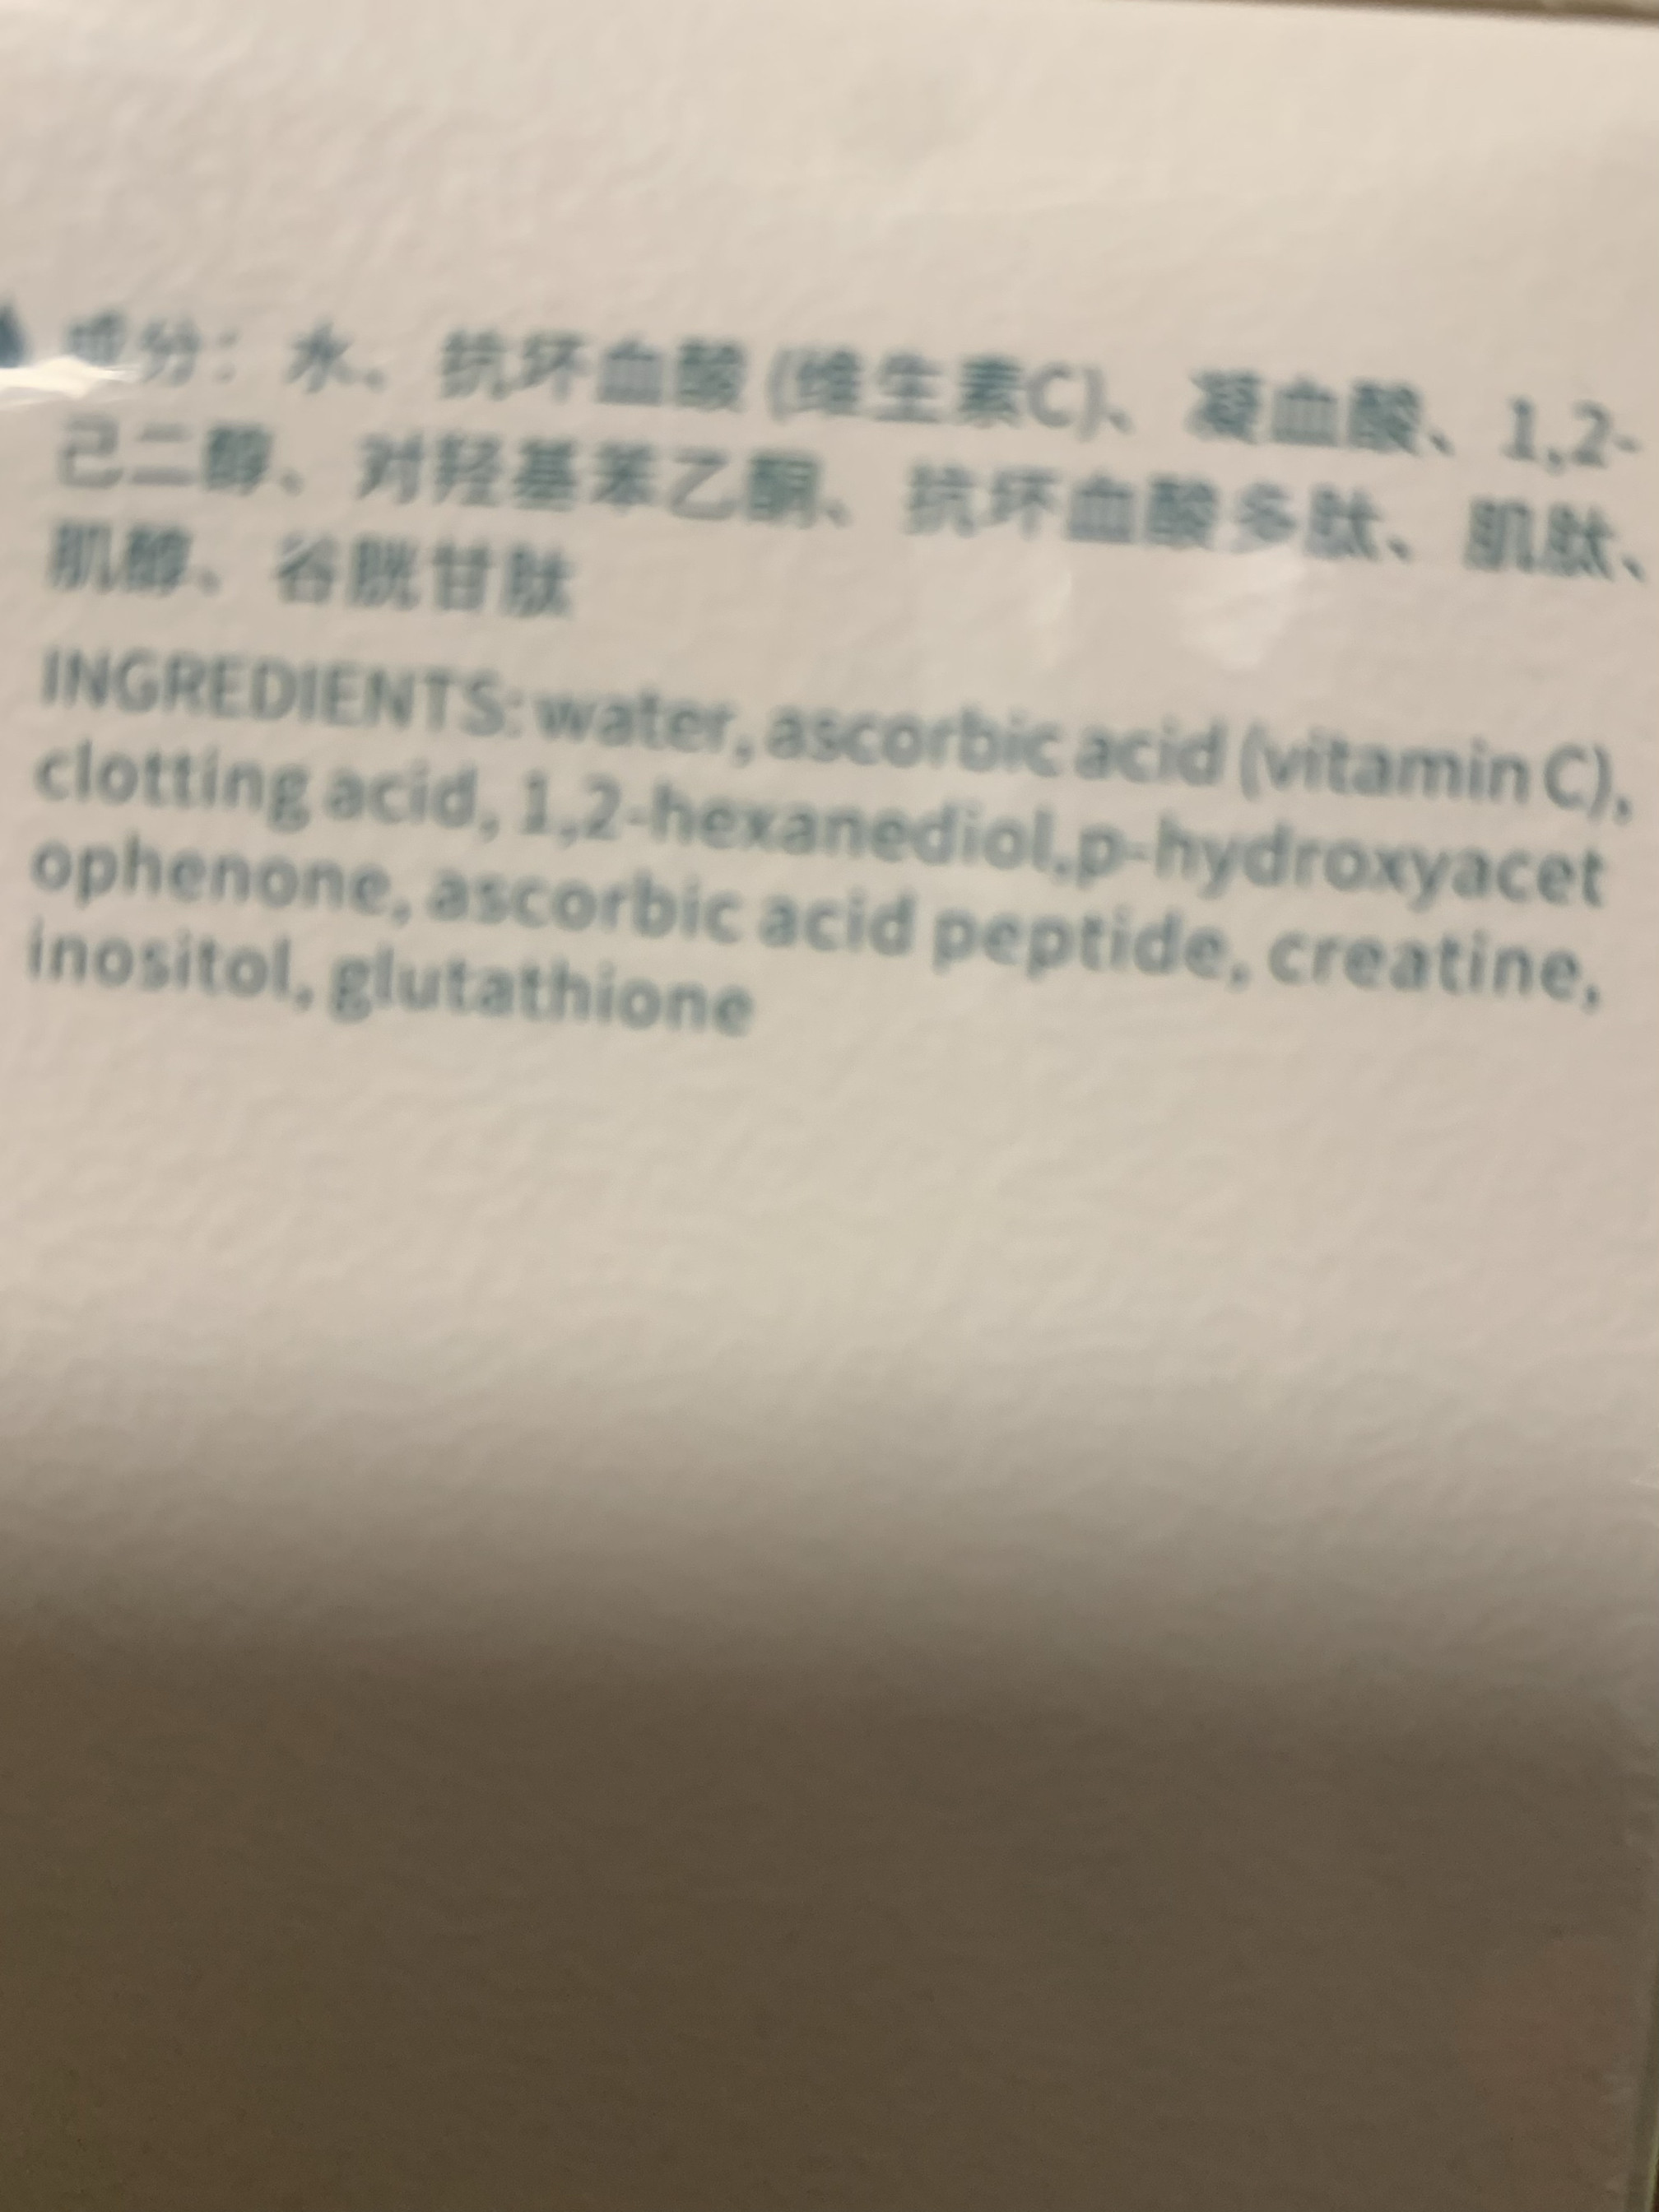 成分：水、抗坏血酸 (维生素C)、凝血酸、1,2-
己二醇、对羟基苯乙酮、抗坏血酸多肽、肌肽、
肌醇、谷胱甘肽
INGREDIENTS: water, ascorbic acid (vitamin C),
clotting acid, 1,2-hexanediol,p-hydroxyacet
ophenone, ascorbic acid peptide, creatine,
inositol, glutathione